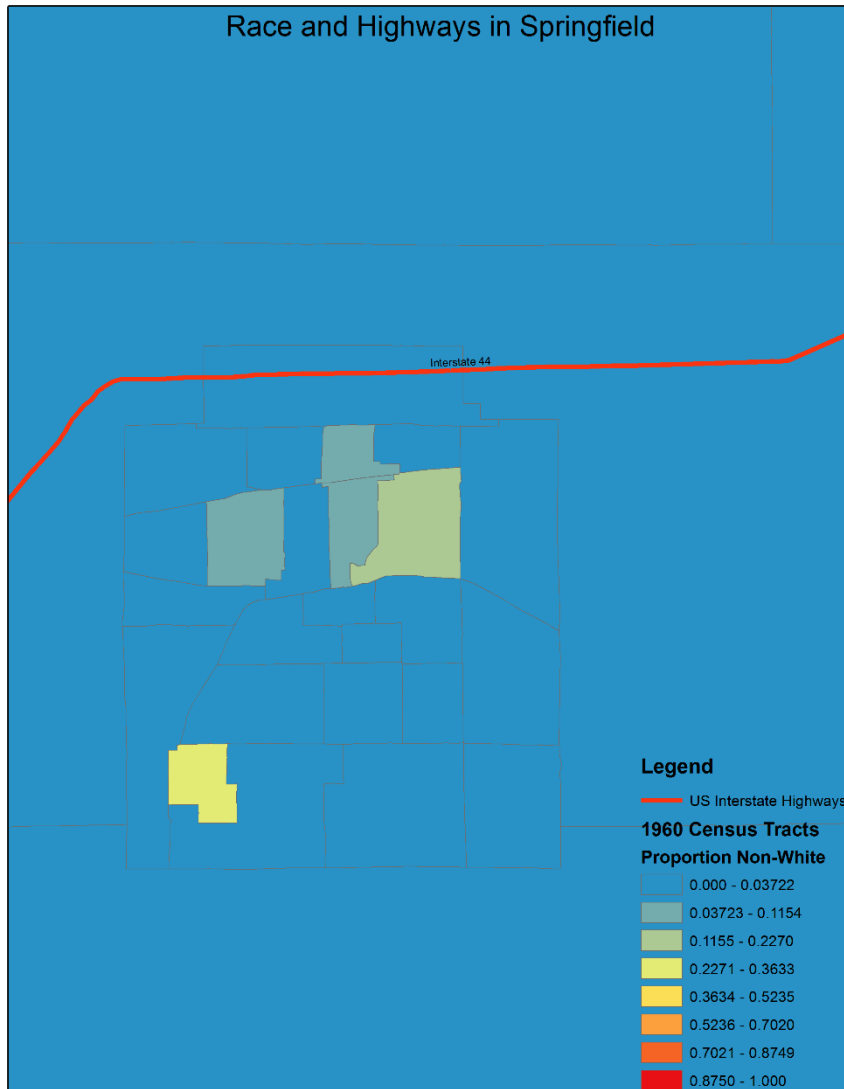 Race and Highways in Springfield
Interstate 44
Legend
US Interstate Highways
1960 Census Tracts
Proportion Non-White
0.000 - 0.03722
0.03723 - 0.1154
0.1155 - 0.2270
0.2271 - 0.3633
0.3634 - 0.5235
0.5236 - 0.7020
0.7021 - 0.8749
0.8750 - 1.000